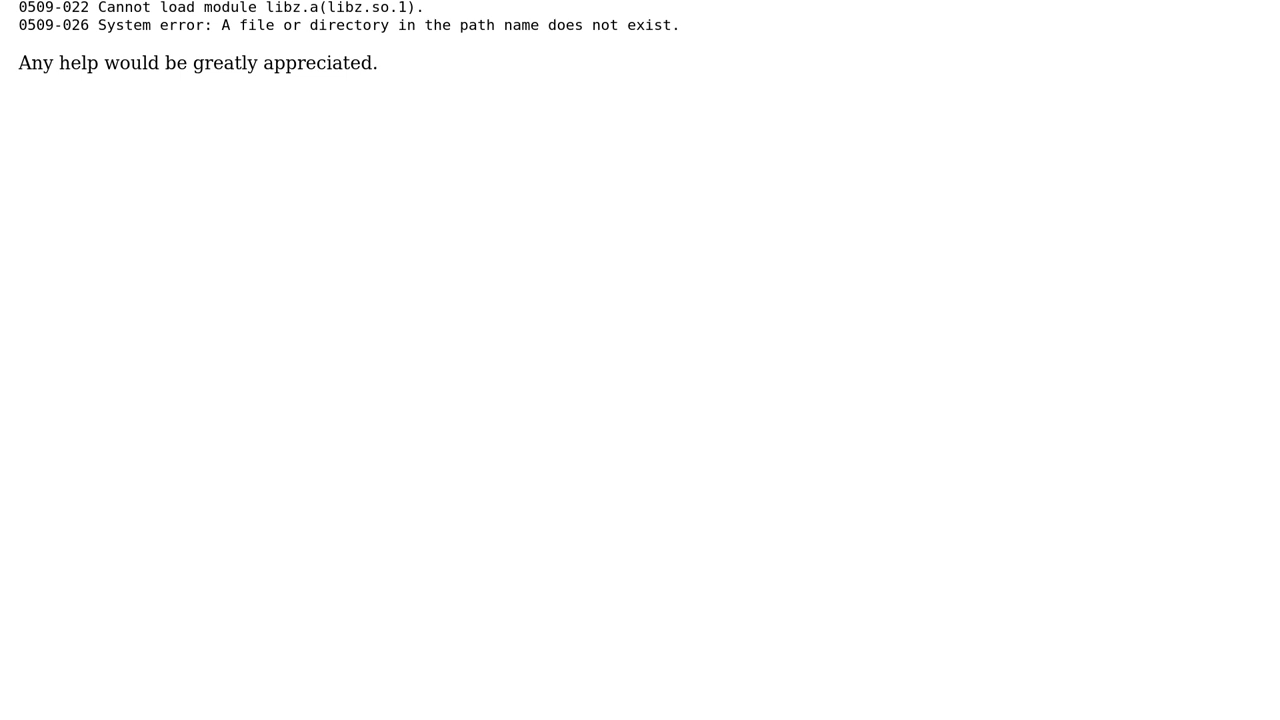 0509-022 Cannot load module libz.a(libz.so.1).
0509-026 System error: A file or directory in the path name does not exist.
Any help would be greatly appreciated.